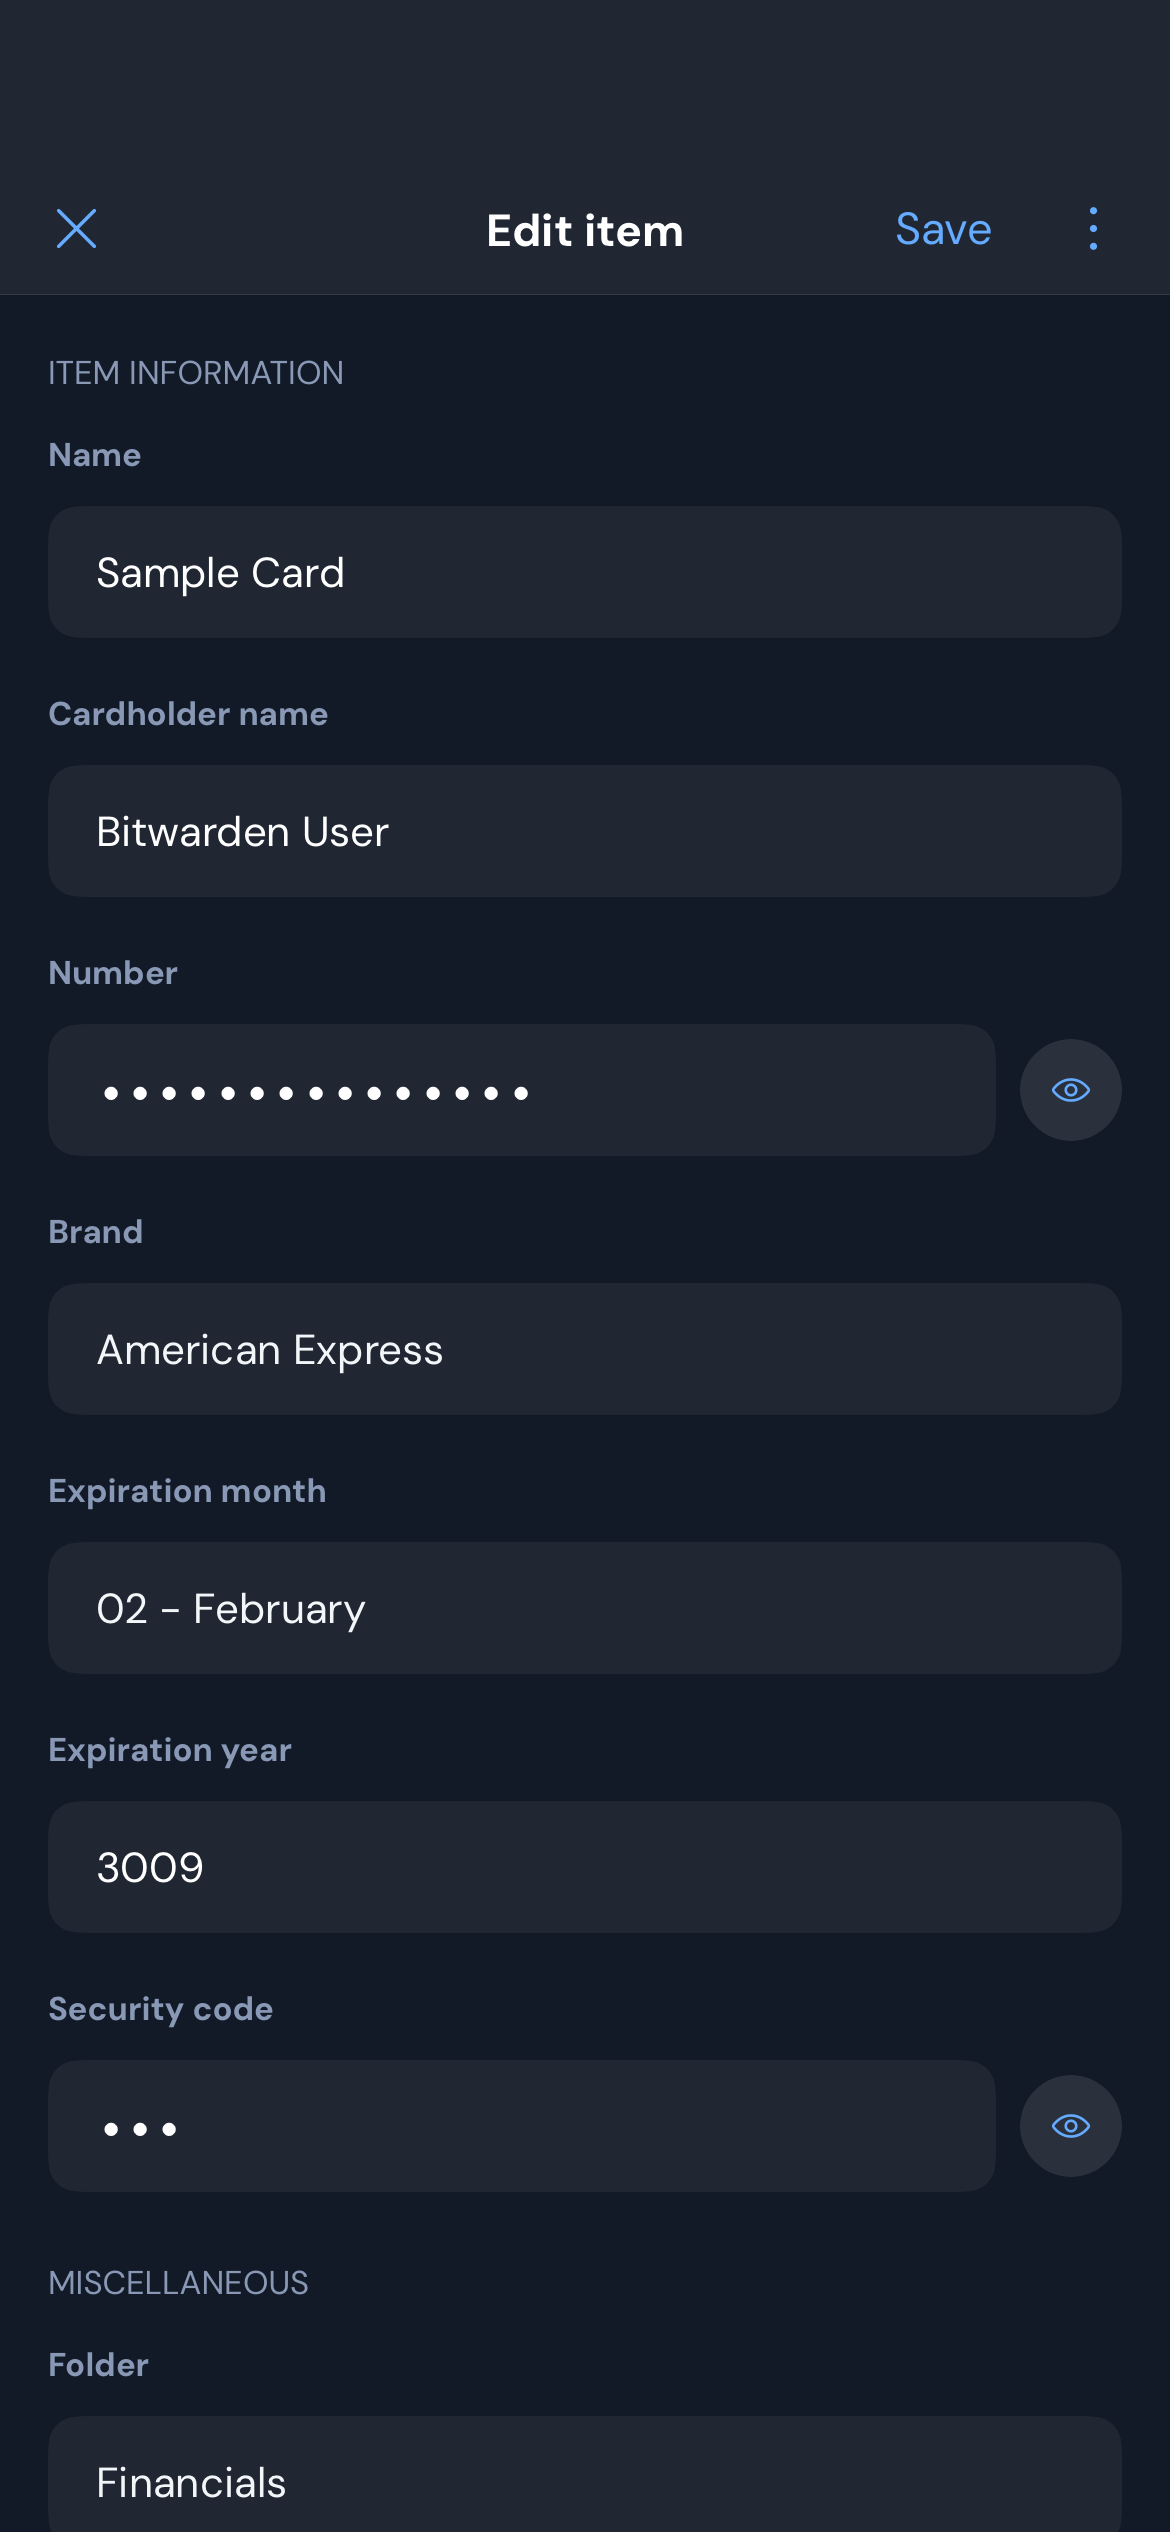 Edit item
Save
ITEM INFORMATION
Name
Sample Card
Cardholder name
Bitwarden User
Number
•••••••••••••••
Brand
American Express
Expiration month
02 - February
Expiration year
3009
Security code
•••
MISCELLANEOUS
Folder
Financials